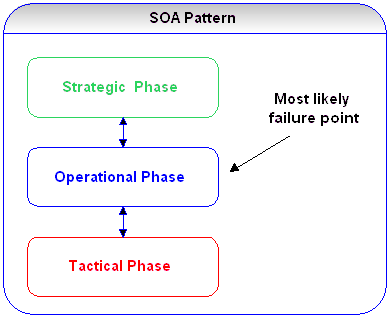 SOA Pattern
Strategic Phase
Most likely
failure point
Operational Phase
Tactical Phase